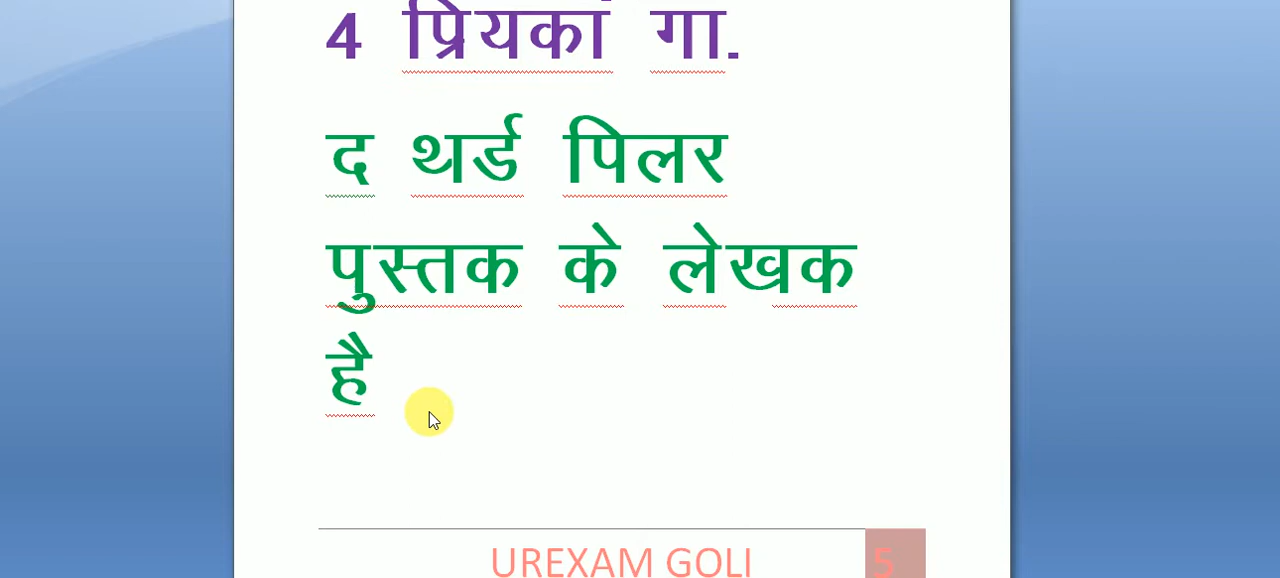 4 प्रियकां गा.
द थर्ड पिलर
पुस्तक के लेखक
है
UREXAM GOLI
5